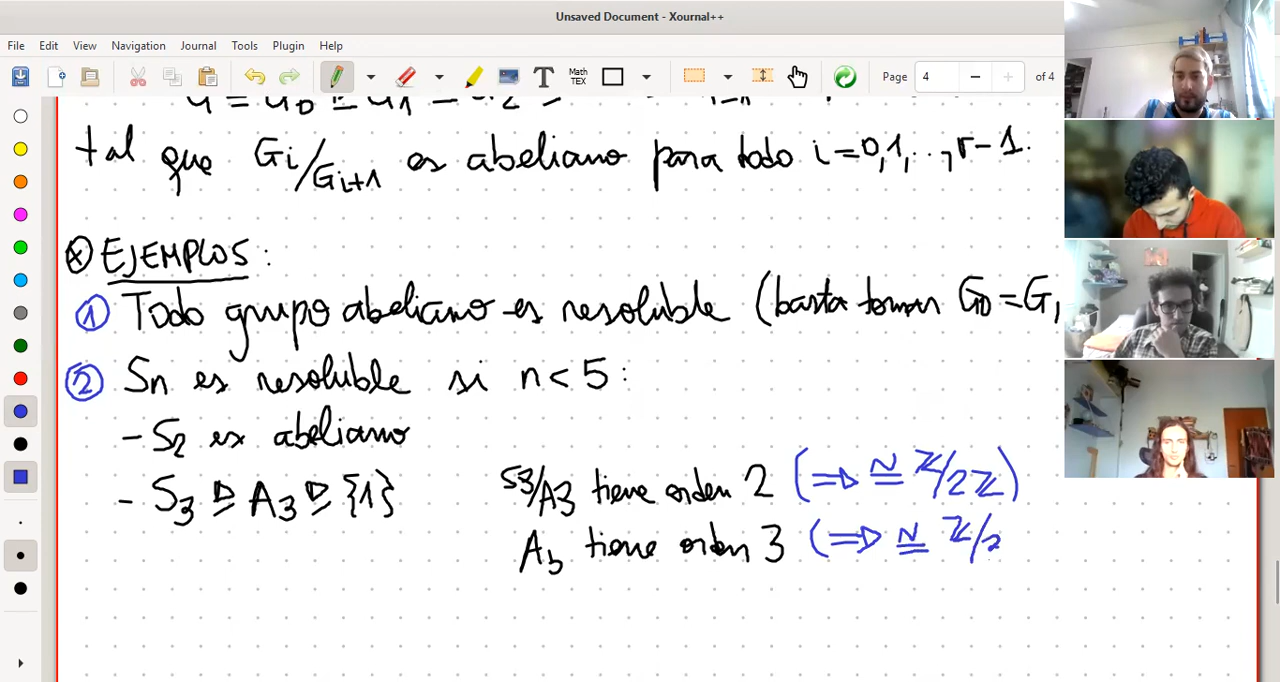 Unsaved Document - Xournal++
File Edit View Navigation Journal Tools Plugin Help
T Math TEX Page 4 of 4
tal que Gi/Gi+1 es abeliano para todo i=0,1,..,r-1.
EJEMPLOS:
① Todo grupo abeliano es resoluble (basta tomar G0=G,
② Sn es resoluble si n<5:
- S2 es abeliano
- S3 ⊵ A3 ⊵ {1} S3/A3 tiene orden 2 (⇒ ≅ ℤ/2ℤ)
A3 tiene orden 3 (⇒ ≅ ℤ/